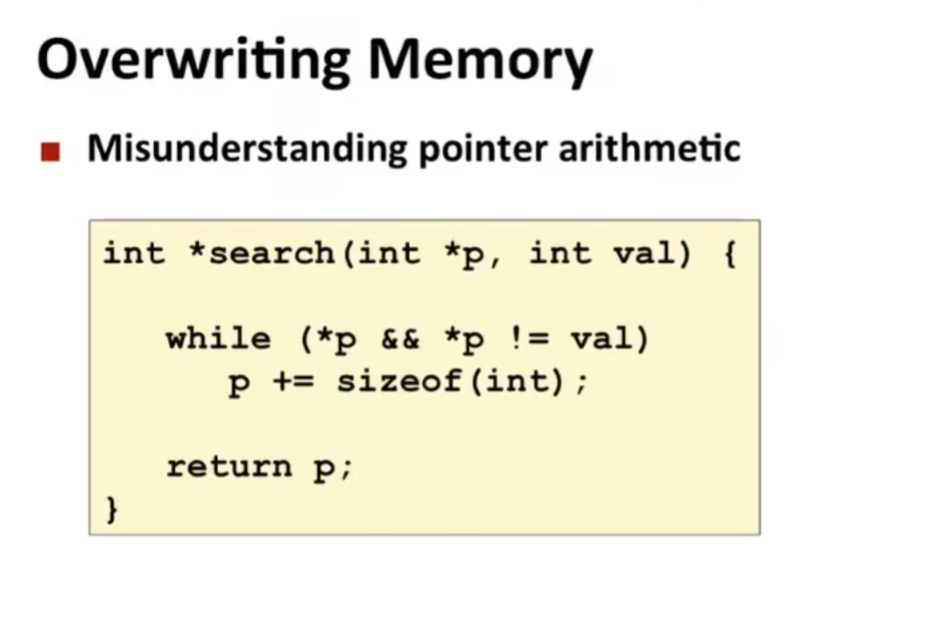 Overwriting Memory
Misunderstanding pointer arithmetic
int *search(int *p, int val) {
while (*p && *p != val)
p += sizeof(int);
return p;
}